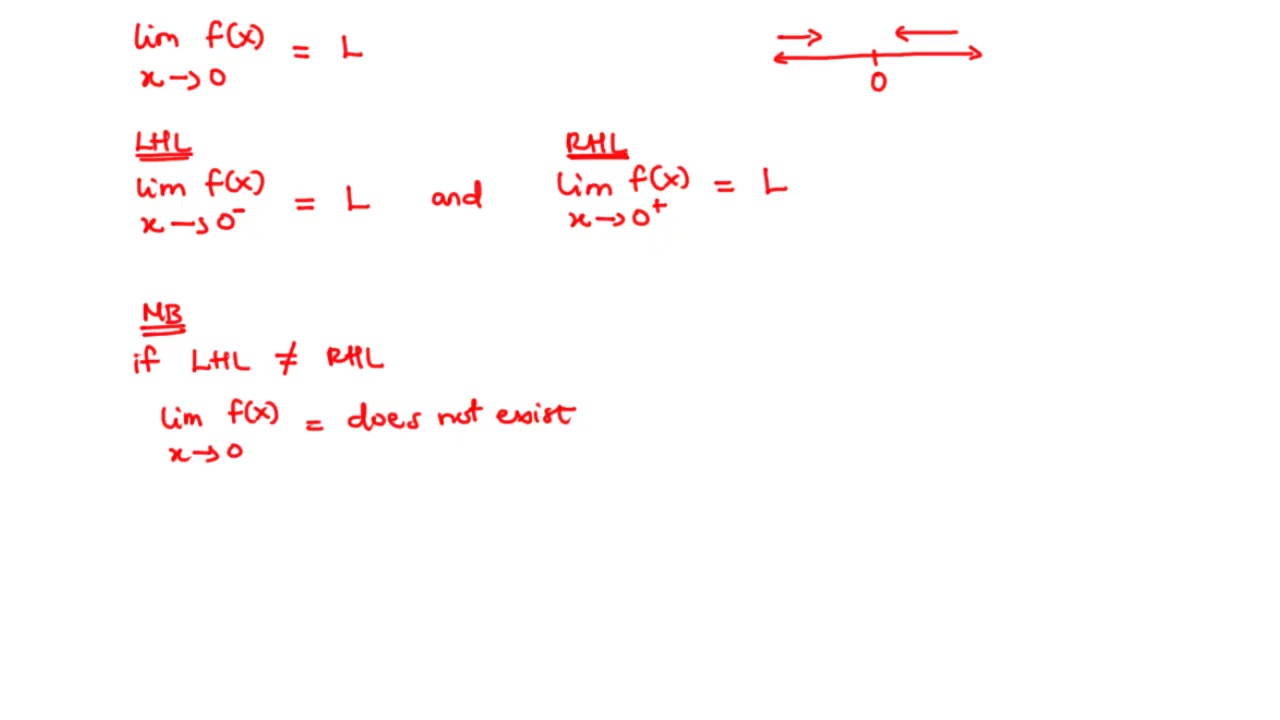 lim f(x) = L
x→0
0
LHL RHL
lim f(x) = L and lim f(x) = L
x→0⁻ x→0⁺
NB
if LHL ≠ RHL
lim f(x) = does not exist
x→0